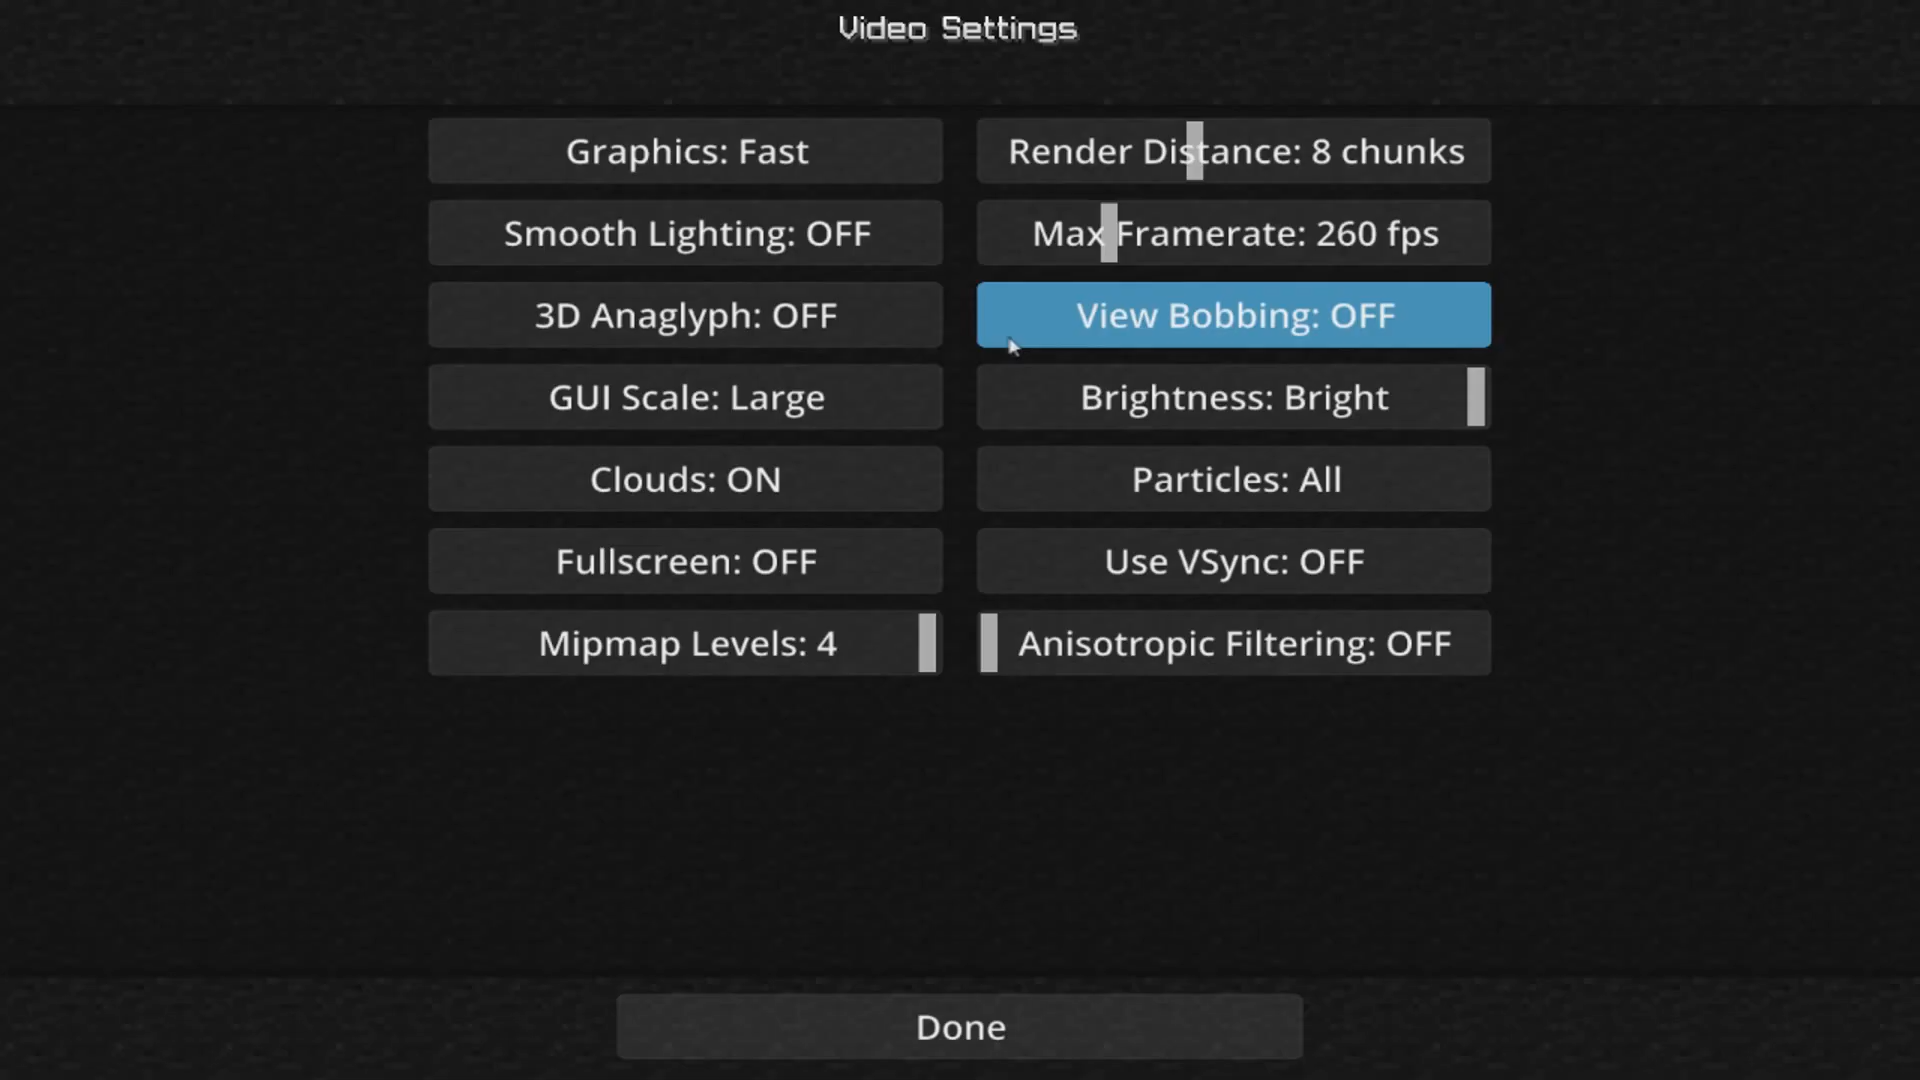 Video Settings
Graphics: Fast
Render Distance: 8 chunks
Smooth Lighting: OFF
Max Framerate: 260 fps
3D Anaglyph: OFF
View Bobbing: OFF
GUI Scale: Large
Brightness: Bright
Clouds: ON
Particles: All
Fullscreen: OFF
Use VSync: OFF
Mipmap Levels: 4
Anisotropic Filtering: OFF
Done